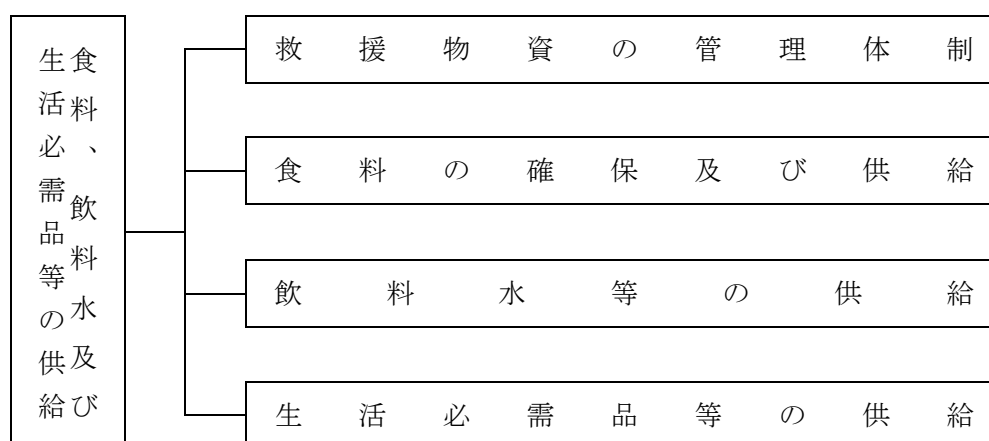 食料、飲料水及び
生活必需品等の供給
救援物資の管理体制
食料の確保及び供給
飲料水等の供給
生活必需品等の供給